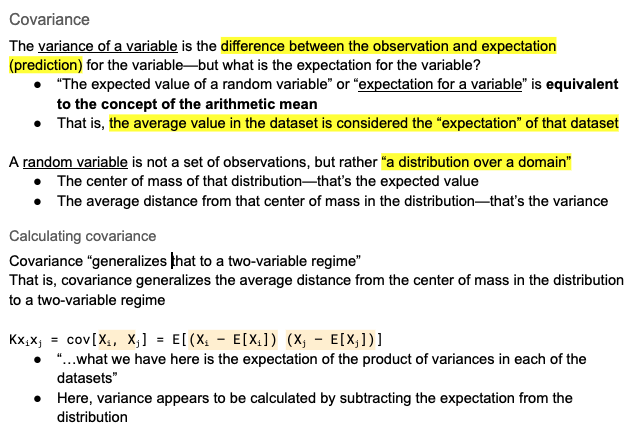 Covariance
The variance of a variable is the difference between the observation and expectation
(prediction) for the variable—but what is the expectation for the variable?
● “The expected value of a random variable” or “expectation for a variable” is equivalent
to the concept of the arithmetic mean
● That is, the average value in the dataset is considered the “expectation” of that dataset
A random variable is not a set of observations, but rather “a distribution over a domain”
● The center of mass of that distribution—that’s the expected value
● The average distance from that center of mass in the distribution—that’s the variance
Calculating covariance
Covariance “generalizes that to a two-variable regime”
That is, covariance generalizes the average distance from the center of mass in the distribution
to a two-variable regime
Kxᵢxⱼ = cov[Xᵢ, Xⱼ] = E[(Xᵢ − E[Xᵢ]) (Xⱼ − E[Xⱼ])]
● “…what we have here is the expectation of the product of variances in each of the
datasets”
● Here, variance appears to be calculated by subtracting the expectation from the
distribution